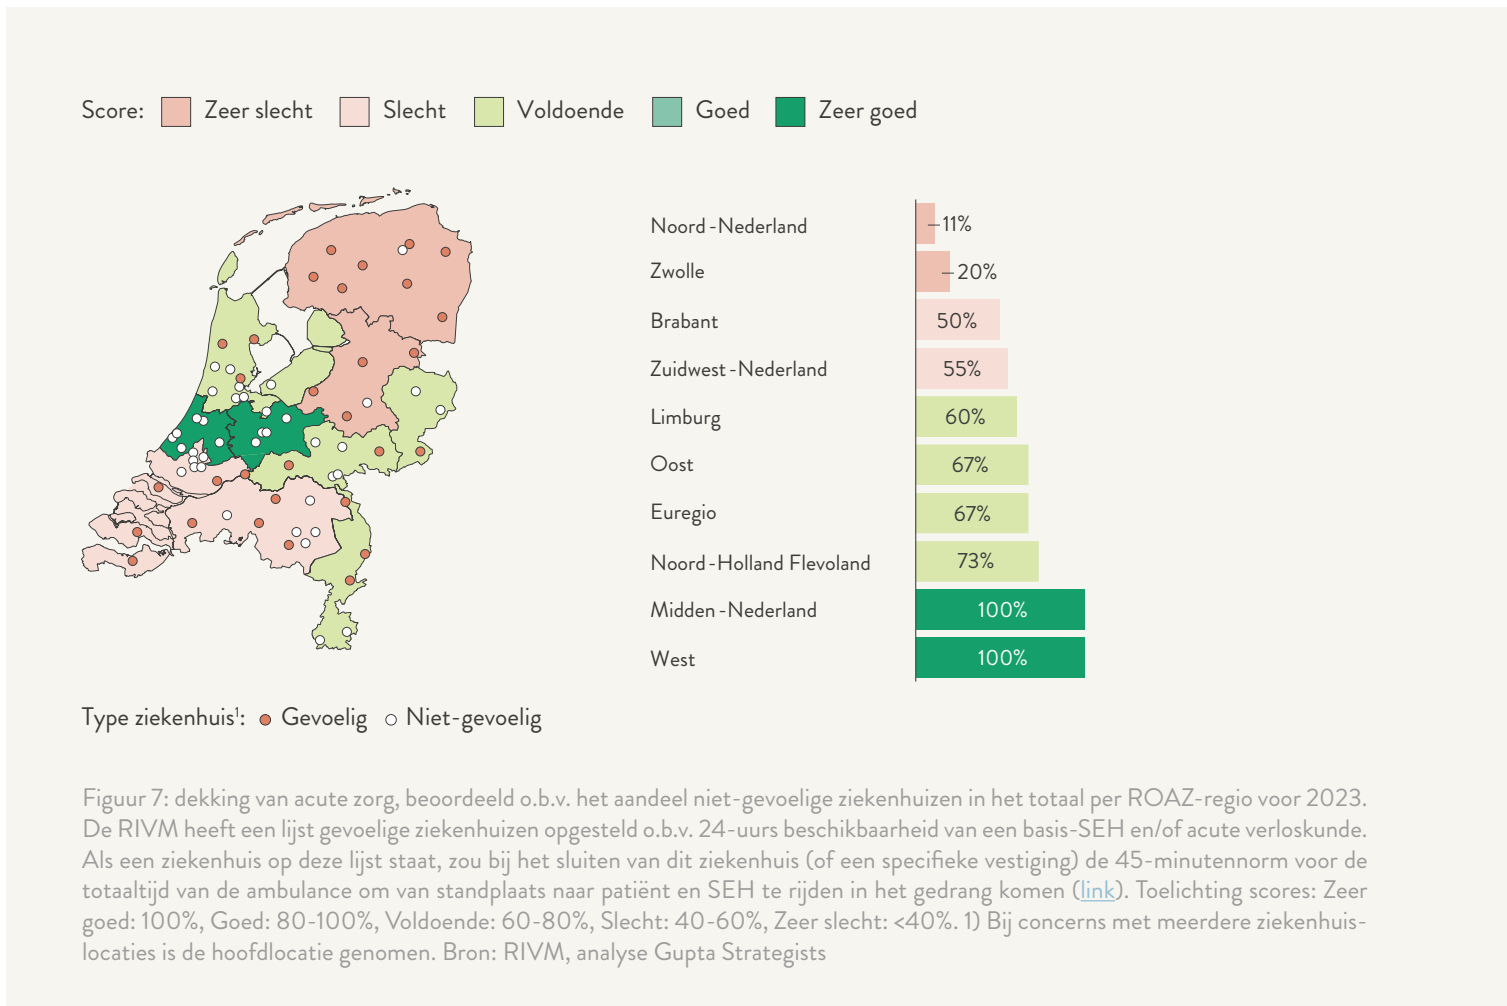 Score: Zeer slecht Slecht Voldoende Goed Zeer goed
Noord-Nederland 11%
Zwolle 20%
Brabant 50%
Zuidwest-Nederland 55%
Limburg 60%
Oost 67%
Euregio 67%
Noord-Holland Flevoland 73%
Midden-Nederland 100%
West 100%
Type ziekenhuis¹: Gevoelig Niet-gevoelig
Figuur 7: dekking van acute zorg, beoordeeld o.b.v. het aandeel niet-gevoelige ziekenhuizen in het totaal per ROAZ-regio voor 2023.
De RIVM heeft een lijst gevoelige ziekenhuizen opgesteld o.b.v. 24-uurs beschikbaarheid van een basis-SEH en/of acute verloskunde.
Als een ziekenhuis op deze lijst staat, zou bij het sluiten van dit ziekenhuis (of een specifieke vestiging) de 45-minutennorm voor de
totaaltijd van de ambulance om van standplaats naar patiënt en SEH te rijden in het gedrang komen (link). Toelichting scores: Zeer
goed: 100%, Goed: 80-100%, Voldoende: 60-80%, Slecht: 40-60%, Zeer slecht: <40%. 1) Bij concerns met meerdere ziekenhuis-
locaties is de hoofdlocatie genomen. Bron: RIVM, analyse Gupta Strategists